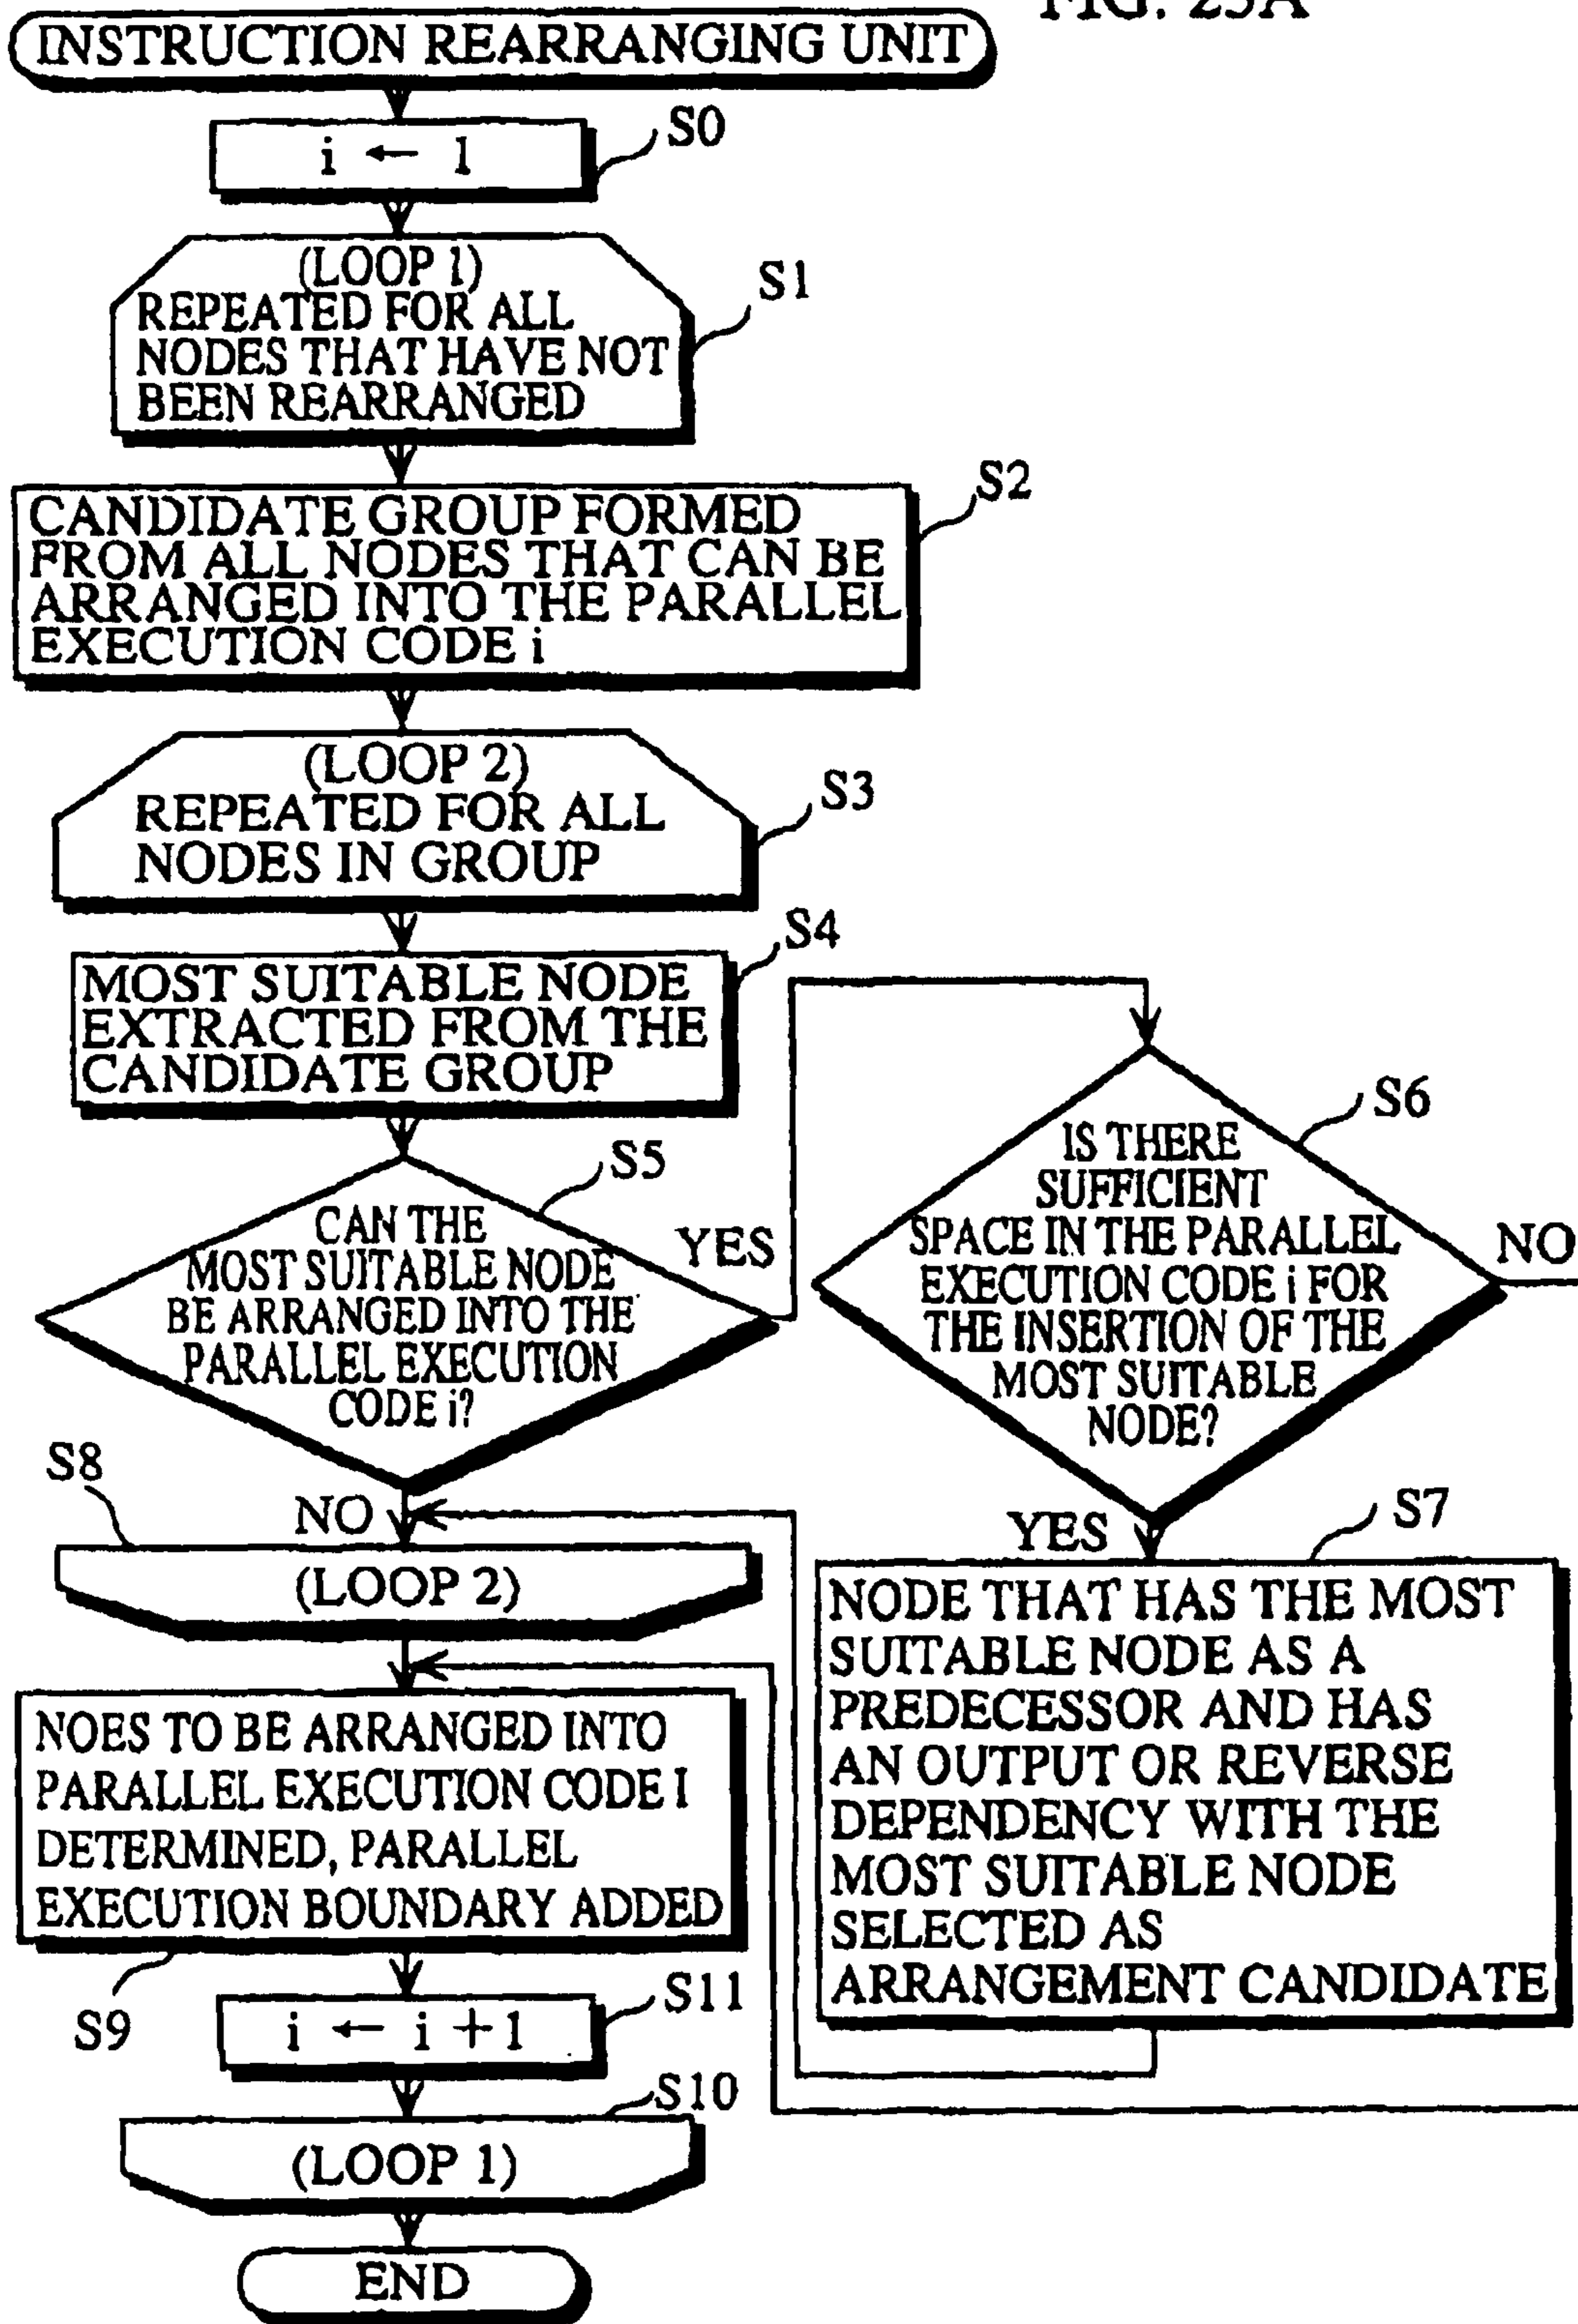 FIG. 25A
INSTRUCTION REARRANGING UNIT
i ← 1
S0
(LOOP 1)
REPEATED FOR ALL
NODES THAT HAVE NOT
BEEN REARRANGED
S1
CANDIDATE GROUP FORMED
FROM ALL NODES THAT CAN BE
ARRANGED INTO THE PARALLEL
EXECUTION CODE i
S2
(LOOP 2)
REPEATED FOR ALL
NODES IN GROUP
S3
MOST SUITABLE NODE
EXTRACTED FROM THE
CANDIDATE GROUP
S4
CAN THE
MOST SUITABLE NODE
BE ARRANGED INTO THE
PARALLEL EXECUTION
CODE i?
S5
YES
NO
IS THERE
SUFFICIENT
SPACE IN THE PARALLEL
EXECUTION CODE i FOR
THE INSERTION OF THE
MOST SUITABLE
NODE?
S6
NO
YES
NODE THAT HAS THE MOST
SUITABLE NODE AS A
PREDECESSOR AND HAS
AN OUTPUT OR REVERSE
DEPENDENCY WITH THE
MOST SUITABLE NODE
SELECTED AS
ARRANGEMENT CANDIDATE
S7
S8
(LOOP 2)
NOES TO BE ARRANGED INTO
PARALLEL EXECUTION CODE I
DETERMINED, PARALLEL
EXECUTION BOUNDARY ADDED
S9
i ← i +1
S11
S10
(LOOP 1)
END